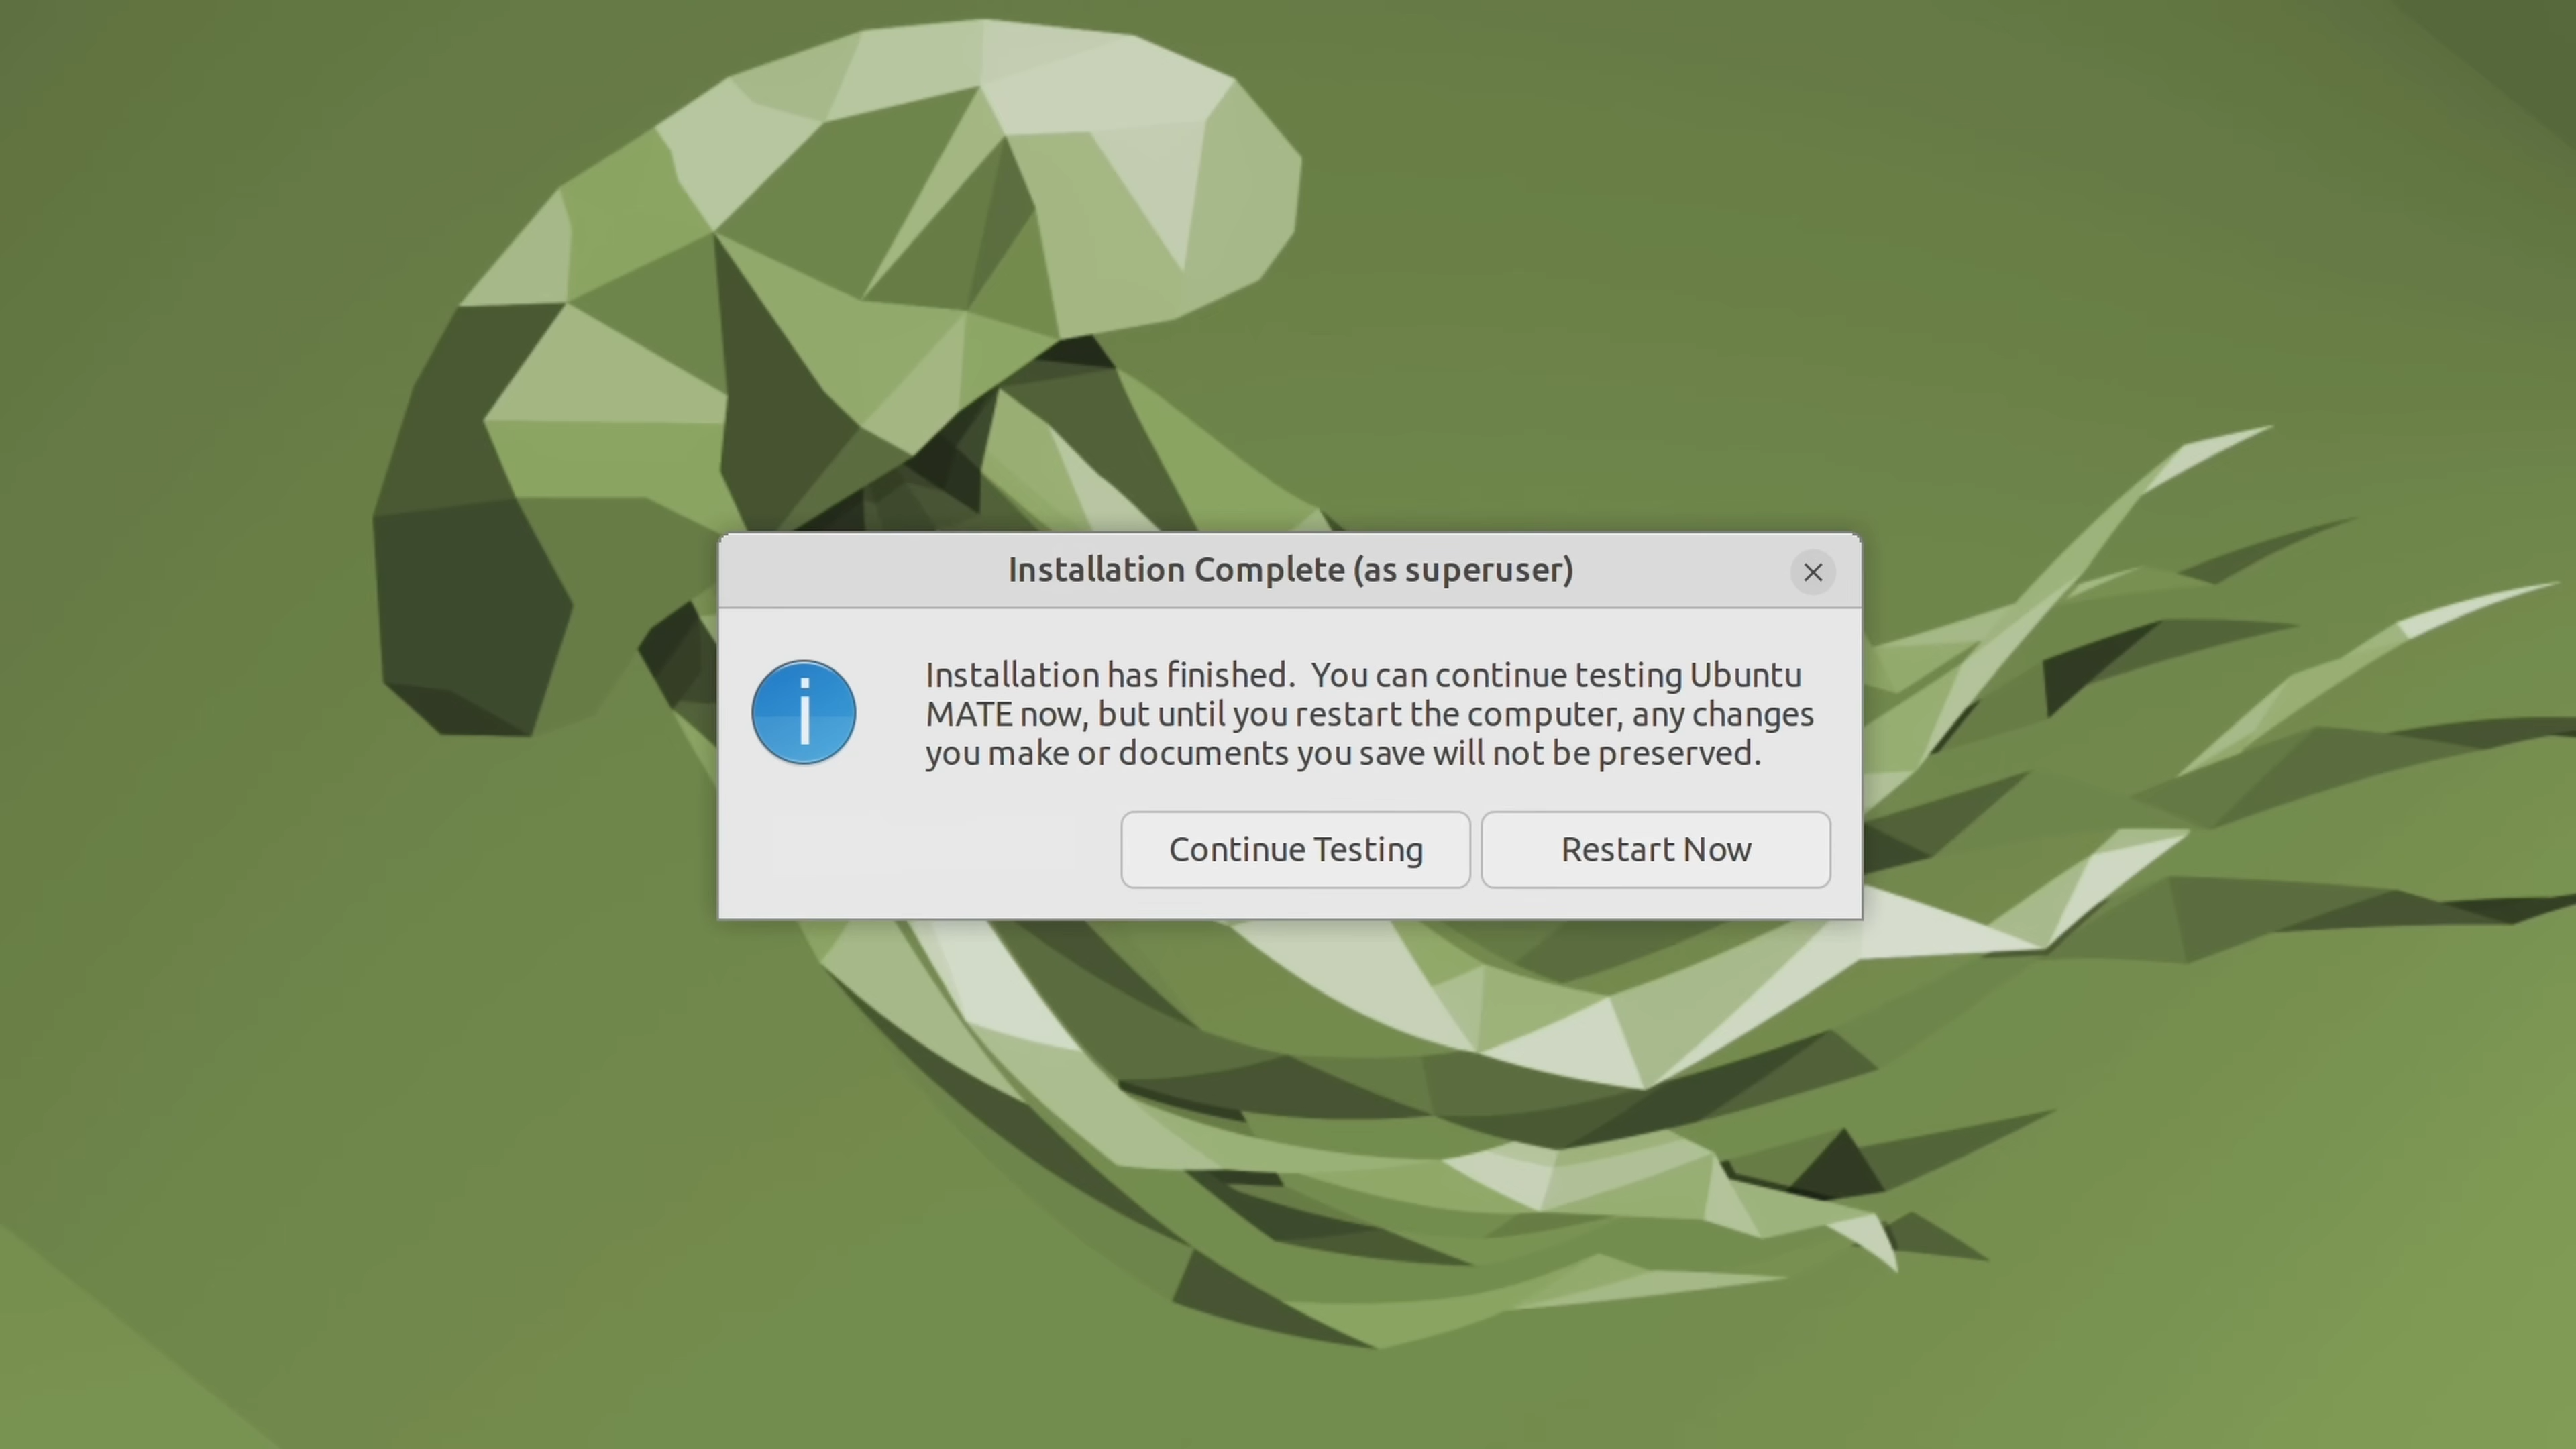 Installation Complete (as superuser)
Installation has finished.  You can continue testing Ubuntu
MATE now, but until you restart the computer, any changes
you make or documents you save will not be preserved.
Continue Testing
Restart Now